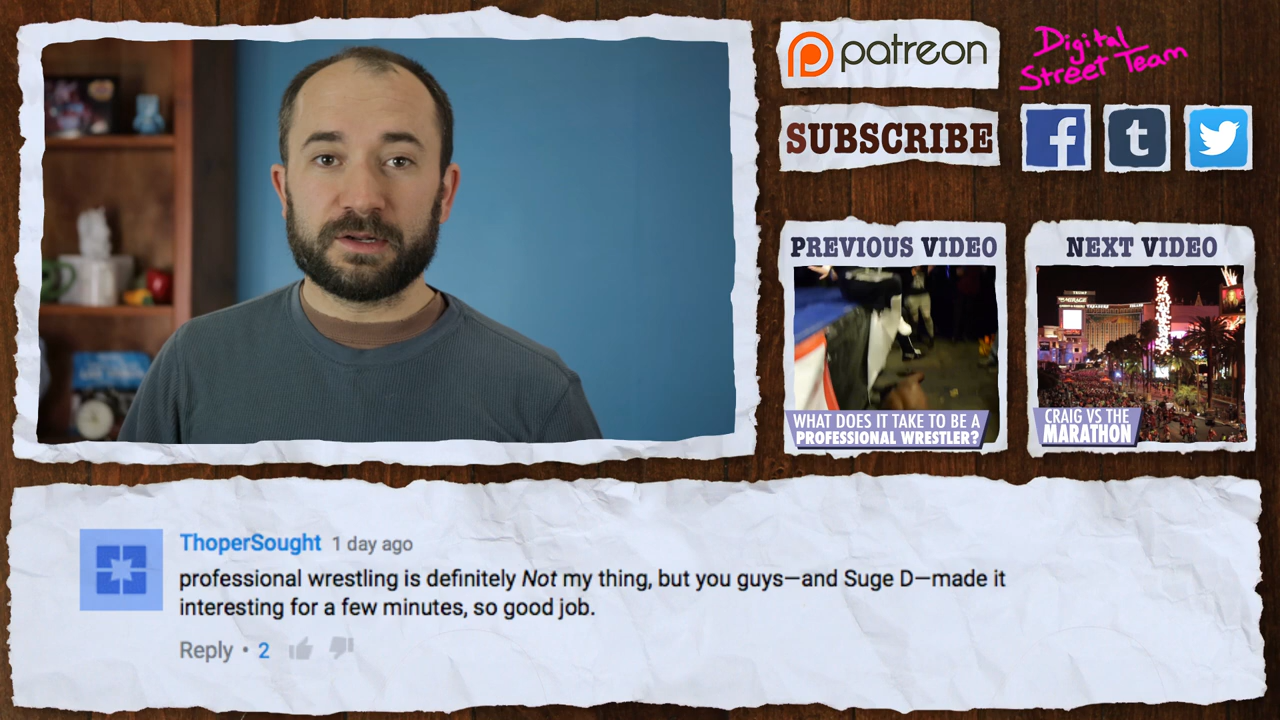 patreon
Digital
Street Team
SUBSCRIBE
PREVIOUS VIDEO
NEXT VIDEO
WHAT DOES IT TAKE TO BE A
PROFESSIONAL WRESTLER?
CRAIG VS THE
MARATHON
ThoperSought 1 day ago
professional wrestling is definitely Not my thing, but you guys—and Suge D—made it
interesting for a few minutes, so good job.
Reply • 2